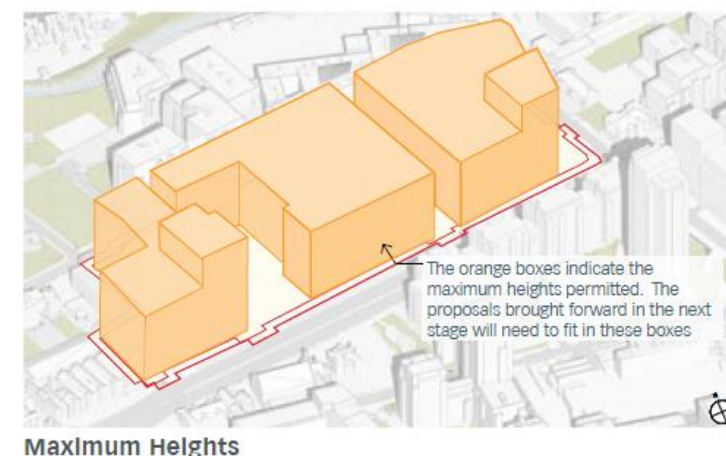 The orange boxes indicate the
maximum heights permitted. The
proposals brought forward in the next
stage will need to fit in these boxes
Maximum Heights